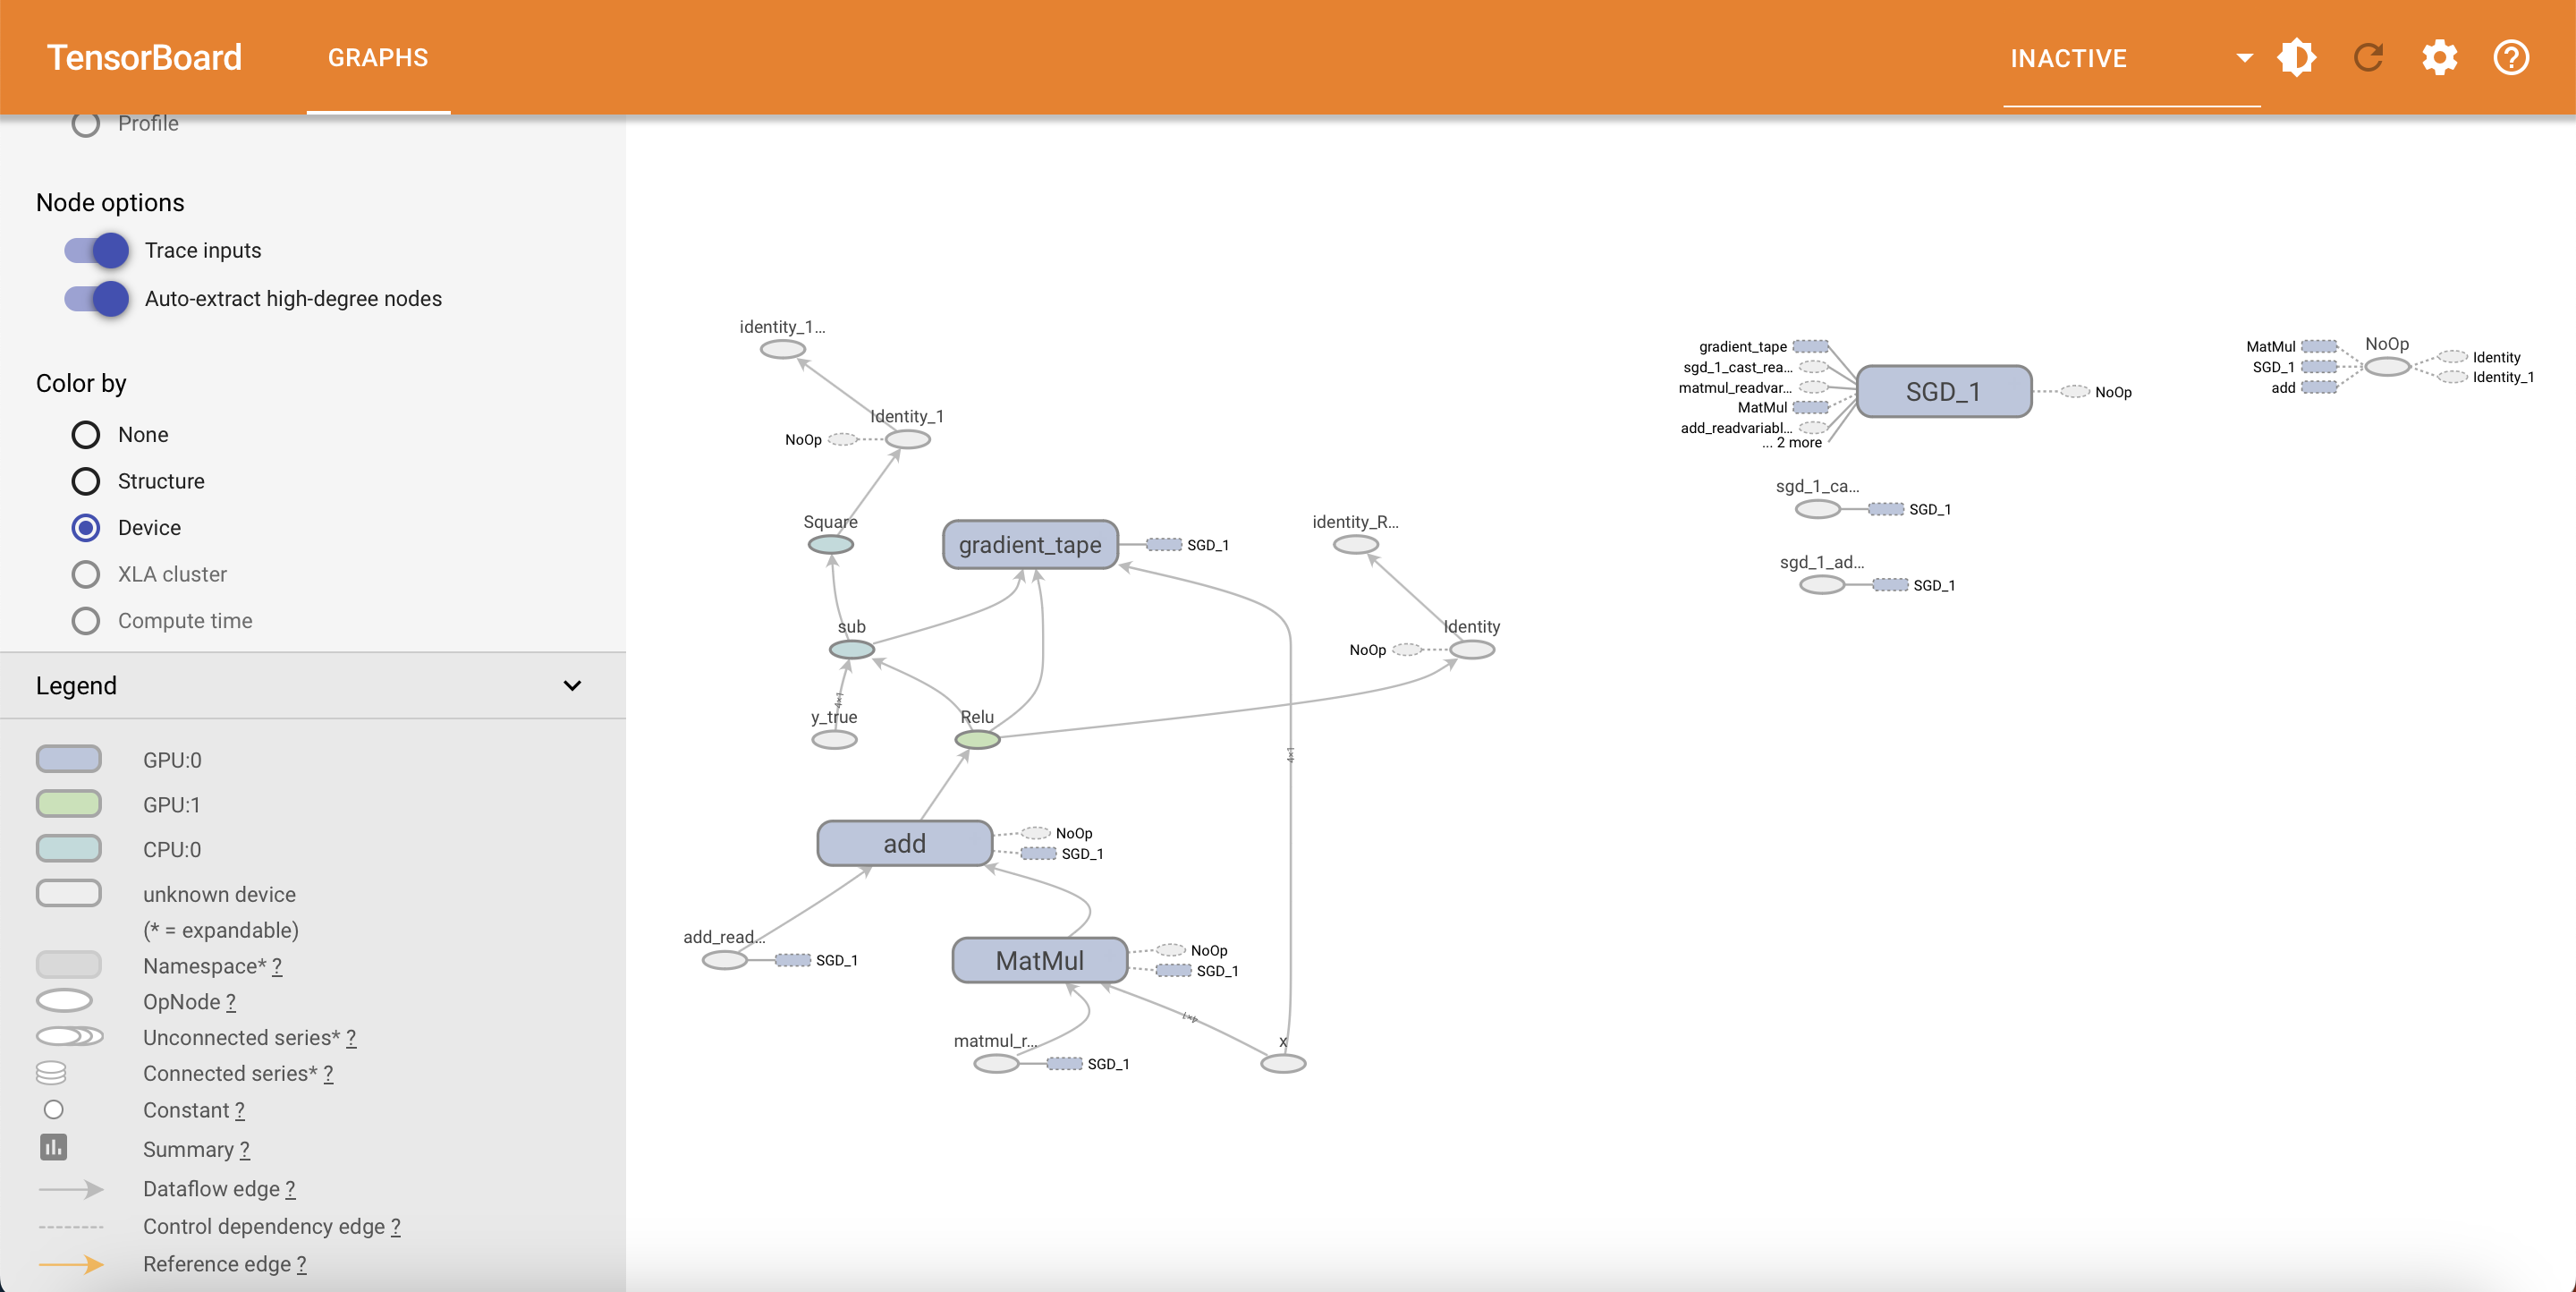 TensorBoard
GRAPHS
INACTIVE
Profile
Node options
Trace inputs
Auto-extract high-degree nodes
Color by
None
Structure
Device
XLA cluster
Compute time
Legend
GPU:0
GPU:1
CPU:0
unknown device
(* = expandable)
Namespace* ?
OpNode ?
Unconnected series* ?
Connected series* ?
Constant ?
Summary ?
Dataflow edge ?
Control dependency edge ?
Reference edge ?
identity_1...
Identity_1
NoOp
Square
gradient_tape
SGD_1
identity_R...
sub
Identity
NoOp
y_true
Relu
add
NoOp
SGD_1
add_read...
SGD_1
MatMul
NoOp
SGD_1
matmul_r...
SGD_1
x
gradient_tape
sgd_1_cast_rea...
matmul_readvar...
MatMul
add_readvariabl...
... 2 more
SGD_1
NoOp
sgd_1_ca...
SGD_1
sgd_1_ad...
SGD_1
MatMul
SGD_1
add
NoOp
Identity
Identity_1